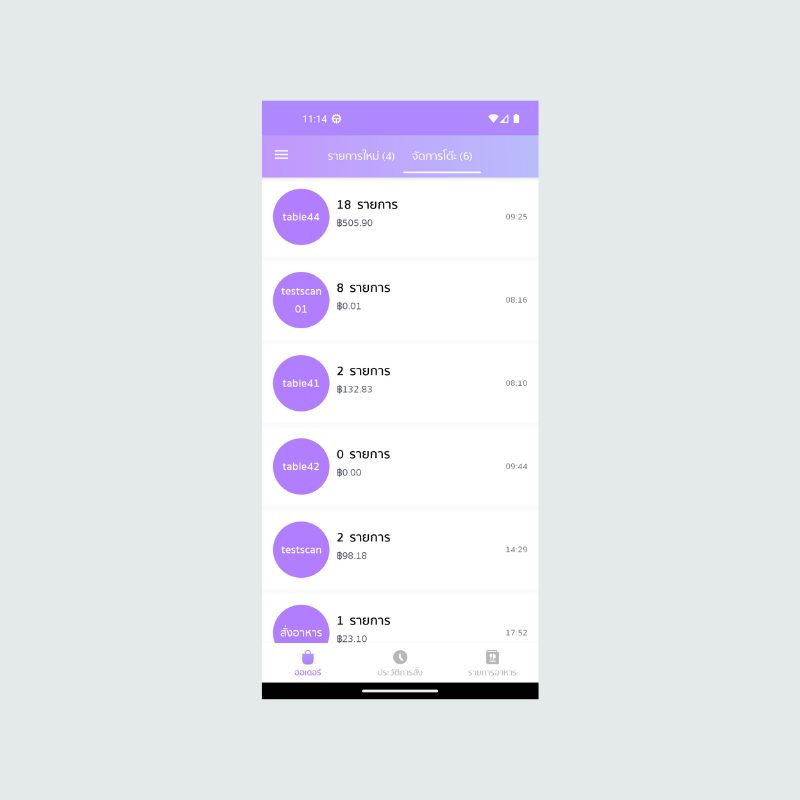 11:14
รายการใหม่ (4) จัดการโต๊ะ (6)
table44
18 รายการ
฿505.90
09:25
testscan
01
8 รายการ
฿0.01
08:16
table41
2 รายการ
฿132.83
08:10
table42
0 รายการ
฿0.00
09:44
testscan
2 รายการ
฿98.18
14:29
สั่งอาหาร
1 รายการ
฿23.10
17:52
ออเดอร์ ประวัติการสั่ง รายการอาหาร